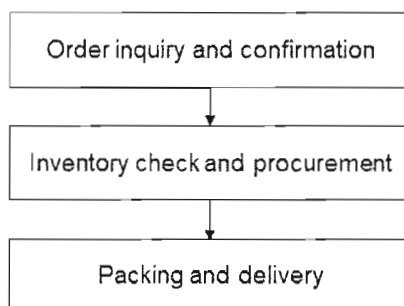 Order inquiry and confirmation
Inventory check and procurement
Packing and delivery